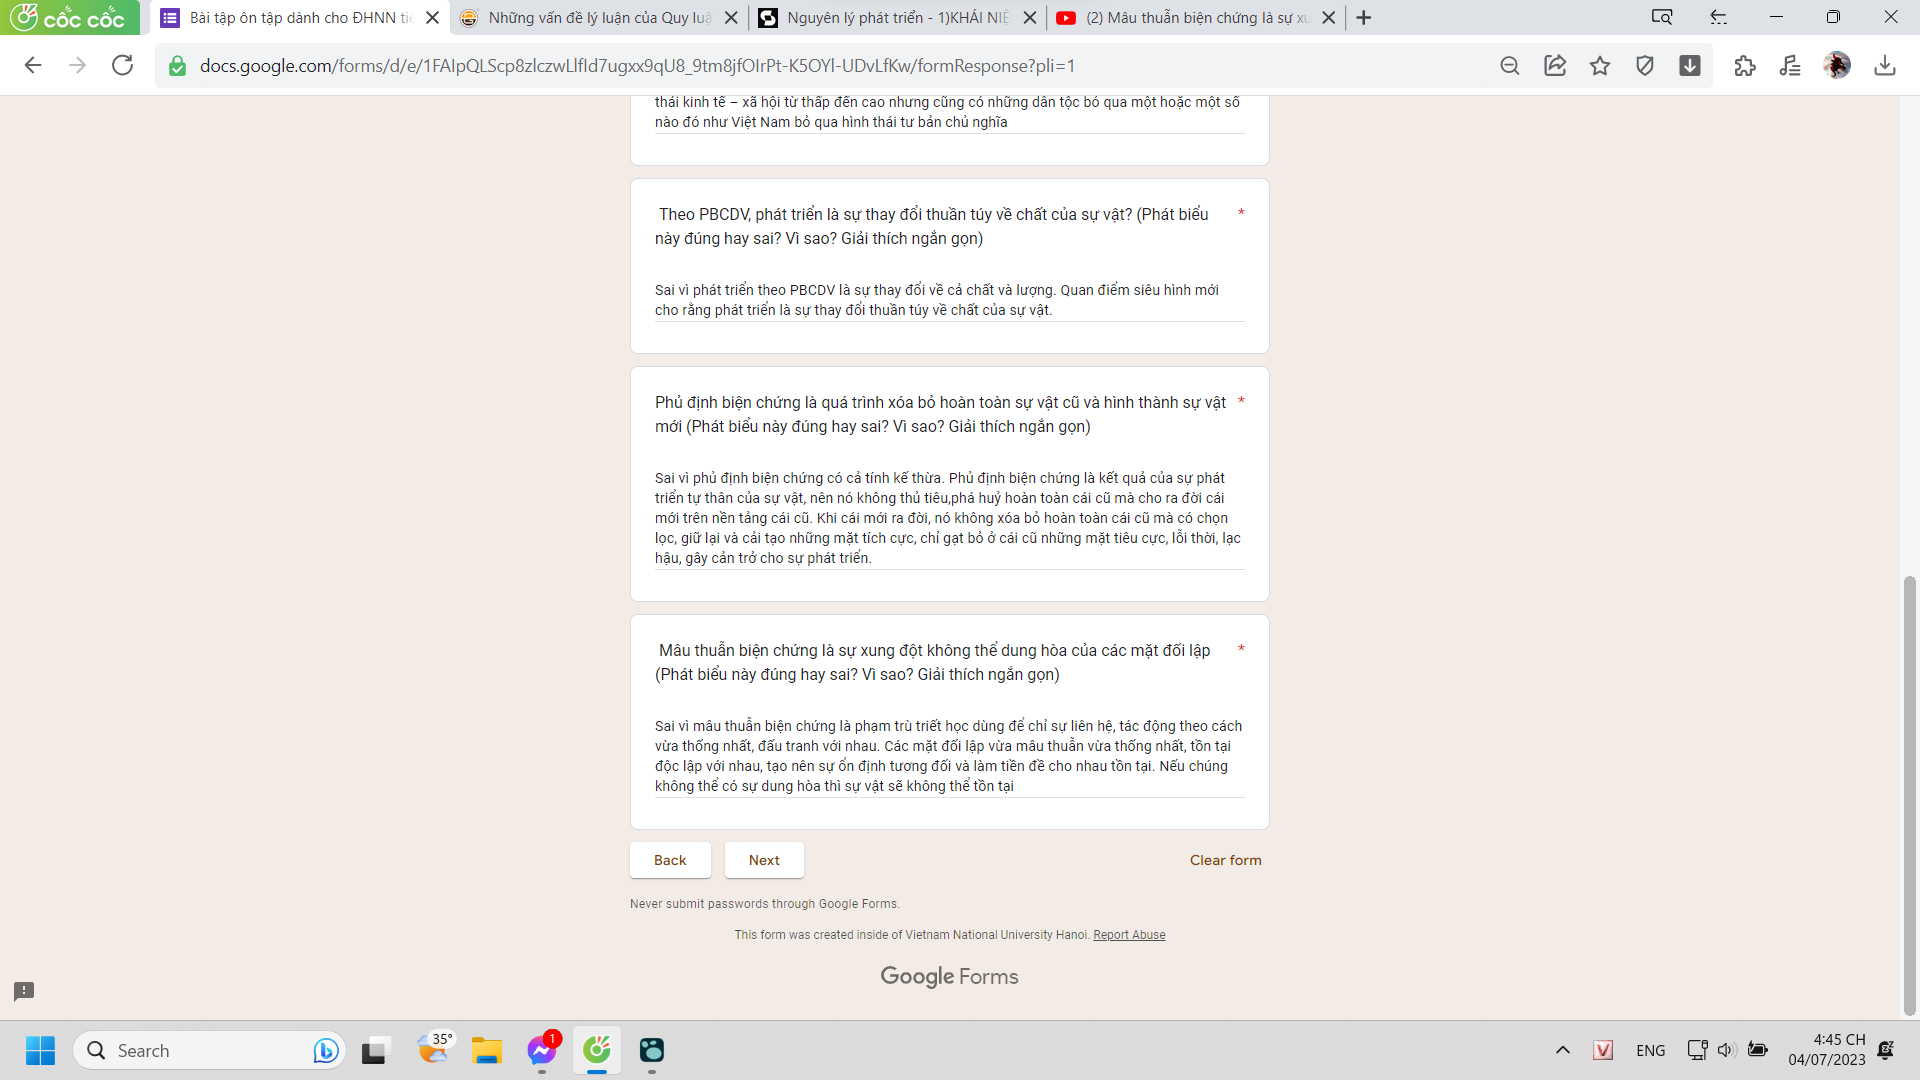 cốc cốc
Bài tập ôn tập dành cho ĐHNN tiế
Những vấn đề lý luận của Quy luậ
Nguyên lý phát triển - 1)KHÁI NIỆ
(2) Mâu thuẫn biện chứng là sự xu
docs.google.com/forms/d/e/1FAIpQLScp8zlczwLlfId7ugxx9qU8_9tm8jfOIrPt-K5OYl-UDvLfKw/formResponse?pli=1
thái kinh tế – xã hội từ thấp đến cao nhưng cũng có những dân tộc bỏ qua một hoặc một số
nào đó như Việt Nam bỏ qua hình thái tư bản chủ nghĩa
Theo PBCDV, phát triển là sự thay đổi thuần túy về chất của sự vật? (Phát biểu *
này đúng hay sai? Vì sao? Giải thích ngắn gọn)
Sai vì phát triển theo PBCDV là sự thay đổi về cả chất và lượng. Quan điểm siêu hình mới
cho rằng phát triển là sự thay đổi thuần túy về chất của sự vật.
Phủ định biện chứng là quá trình xóa bỏ hoàn toàn sự vật cũ và hình thành sự vật *
mới (Phát biểu này đúng hay sai? Vì sao? Giải thích ngắn gọn)
Sai vì phủ định biện chứng có cả tính kế thừa. Phủ định biện chứng là kết quả của sự phát
triển tự thân của sự vật, nên nó không thủ tiêu,phá huỷ hoàn toàn cái cũ mà cho ra đời cái
mới trên nền tảng cái cũ. Khi cái mới ra đời, nó không xóa bỏ hoàn toàn cái cũ mà có chọn
lọc, giữ lại và cải tạo những mặt tích cực, chỉ gạt bỏ ở cái cũ những mặt tiêu cực, lỗi thời, lạc
hậu, gây cản trở cho sự phát triển.
Mâu thuẫn biện chứng là sự xung đột không thể dung hòa của các mặt đối lập *
(Phát biểu này đúng hay sai? Vì sao? Giải thích ngắn gọn)
Sai vì mâu thuẫn biện chứng là phạm trù triết học dùng để chỉ sự liên hệ, tác động theo cách
vừa thống nhất, đấu tranh với nhau. Các mặt đối lập vừa mâu thuẫn vừa thống nhất, tồn tại
độc lập với nhau, tạo nên sự ổn định tương đối và làm tiền đề cho nhau tồn tại. Nếu chúng
không thể có sự dung hòa thì sự vật sẽ không thể tồn tại
Back
Next
Clear form
Never submit passwords through Google Forms.
This form was created inside of Vietnam National University Hanoi. Report Abuse
Google Forms
Search
35°
1
V
ENG
4:45 CH
04/07/2023